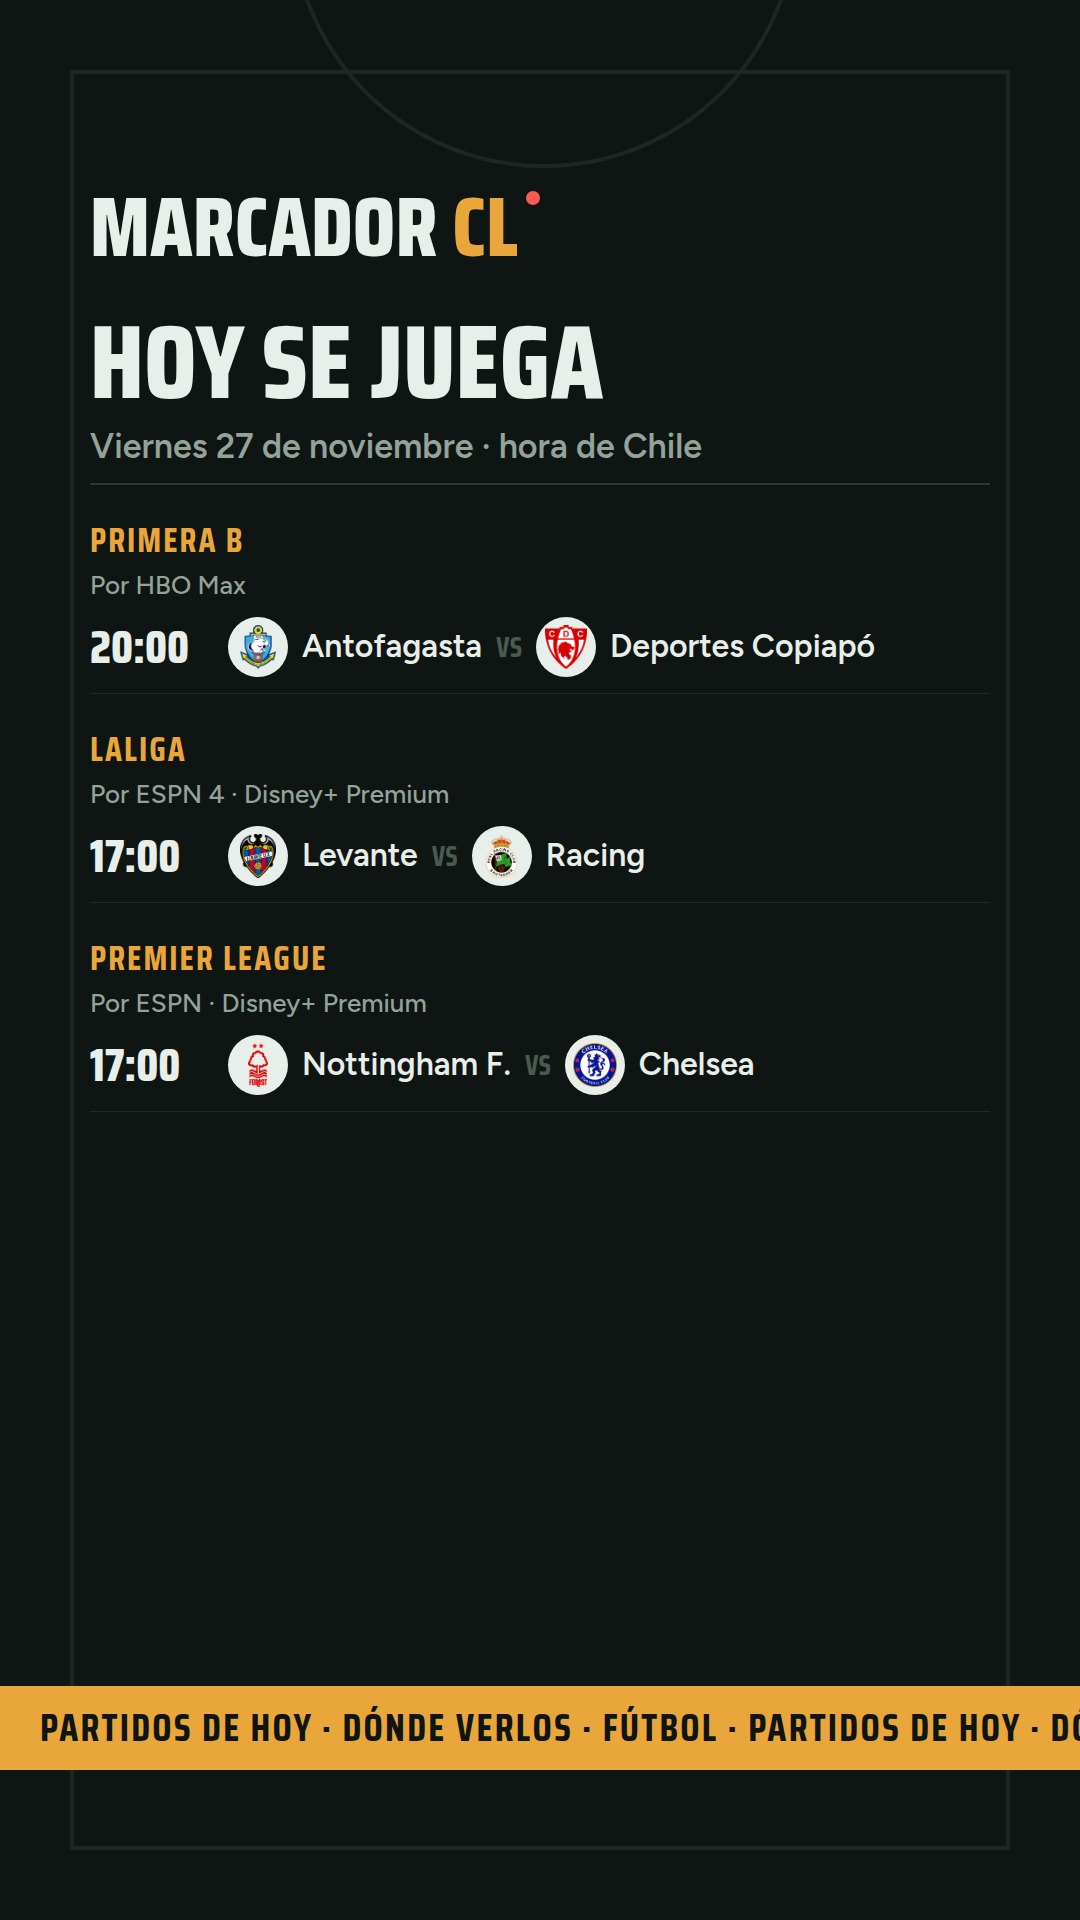 MARCADOR CL
HOY SE JUEGA
Viernes 27 de noviembre · hora de Chile
PRIMERA B
Por HBO Max
20:00 Antofagasta VS Deportes Copiapó
LALIGA
Por ESPN 4 · Disney+ Premium
17:00 Levante VS Racing
PREMIER LEAGUE
Por ESPN · Disney+ Premium
17:00 Nottingham F. VS Chelsea
PARTIDOS DE HOY · DÓNDE VERLOS · FÚTBOL · PARTIDOS DE HOY · DÓ